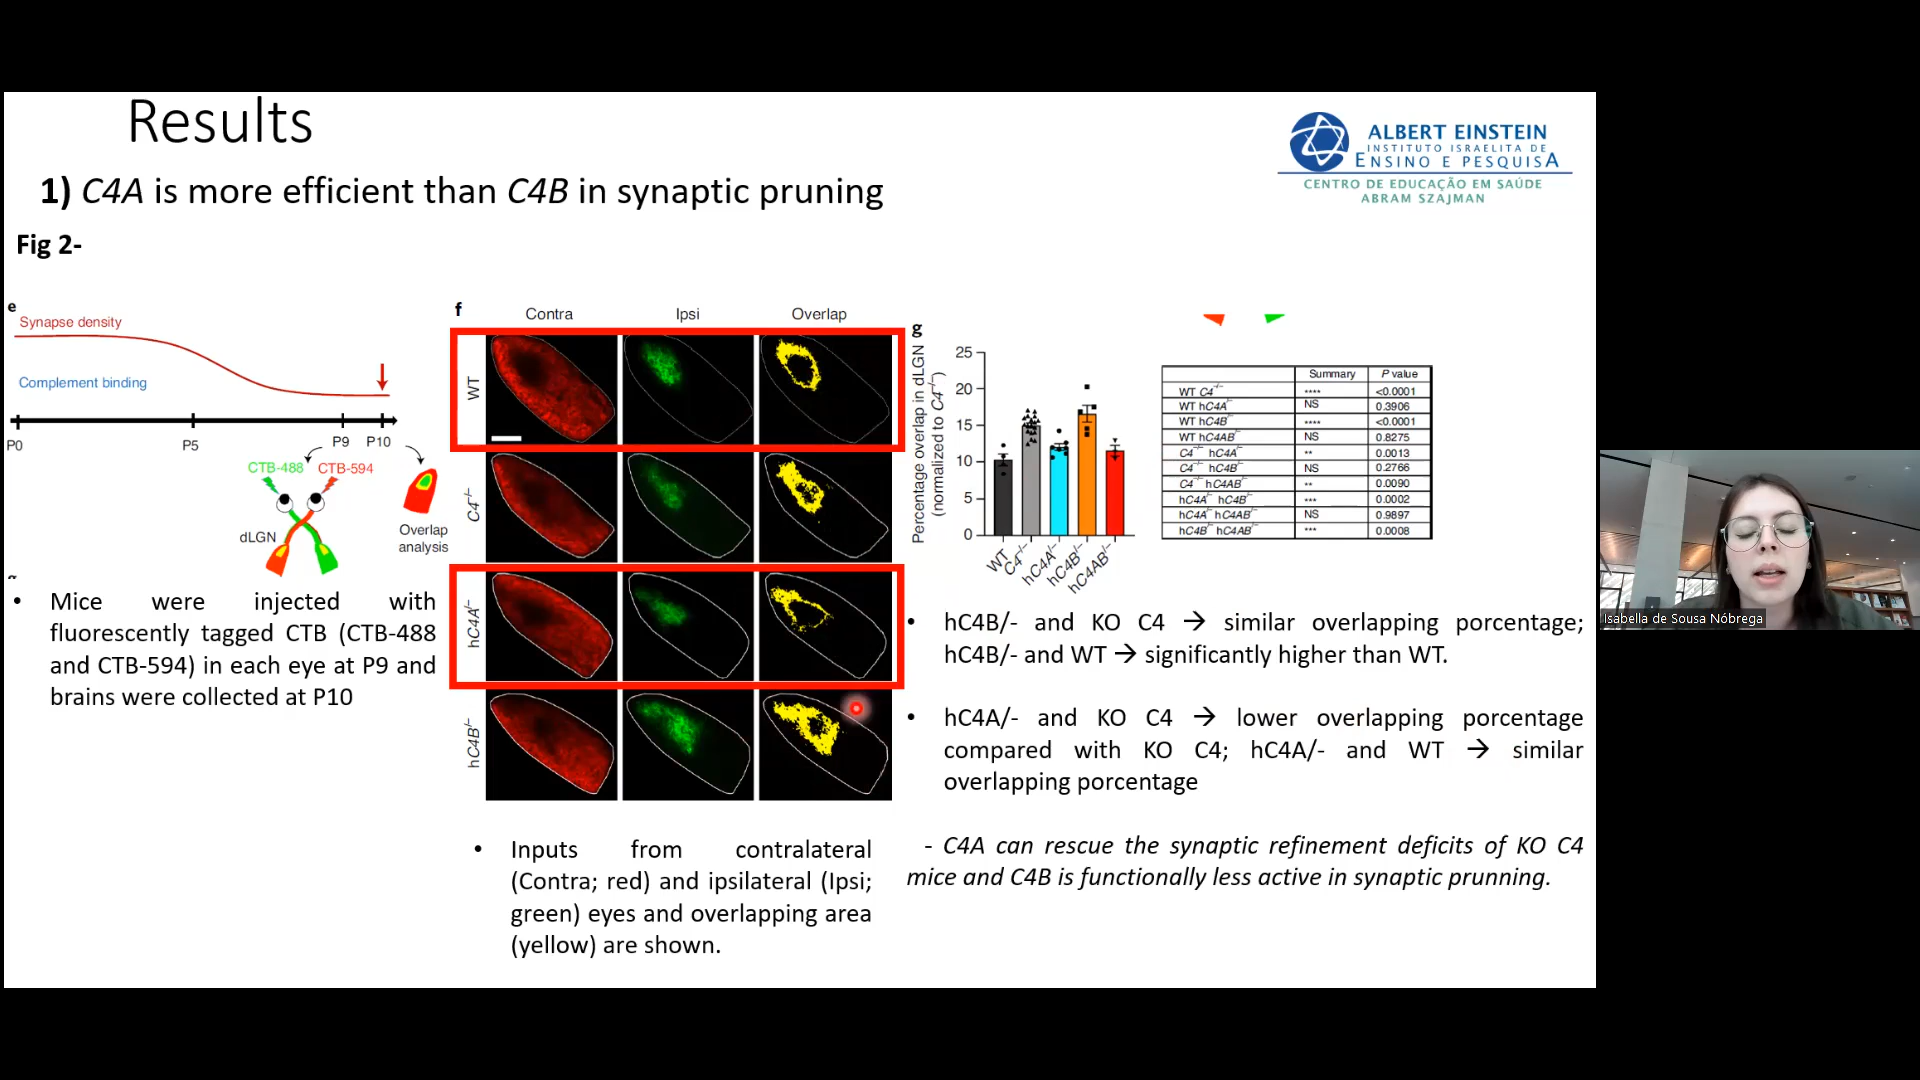 Results
1) C4A is more efficient than C4B in synaptic pruning
ALBERT EINSTEIN
INSTITUTO ISRAELITA DE
ENSINO E PESQUISA
CENTRO DE EDUCAÇÃO EM SAÚDE
ABRAM SZAJMAN
Fig 2-
e
Synapse density
Complement binding
P0
P5
P9
P10
CTB-488
CTB-594
dLGN
Overlap
analysis
• Mice were injected with
fluorescently tagged CTB (CTB-488
and CTB-594) in each eye at P9 and
brains were collected at P10
f
Contra
Ipsi
Overlap
WT
C4-/-
hC4A/-
hC4B/-
• Inputs from contralateral
(Contra; red) and ipsilateral (Ipsi;
green) eyes and overlapping area
(yellow) are shown.
g
Percentage overlap in dLGN
(normalized to C4-/-)
25
20
15
10
5
0
WT
C4-/-
hC4A/-
hC4B/-
hC4AB/-
Summary P value
WT C4-/- **** <0.0001
WT hC4A/- NS 0.3906
WT hC4B/- **** <0.0001
WT hC4AB/- NS 0.8275
C4-/- hC4A/- ** 0.0013
C4-/- hC4B/- NS 0.2766
C4-/- hC4AB/- ** 0.0090
hC4A/- hC4B/- *** 0.0002
hC4A/- hC4AB/- NS 0.9897
hC4B/- hC4AB/- *** 0.0008
• hC4B/- and KO C4 → similar overlapping porcentage;
hC4B/- and WT → significantly higher than WT.
• hC4A/- and KO C4 → lower overlapping porcentage
compared with KO C4; hC4A/- and WT → similar
overlapping porcentage
- C4A can rescue the synaptic refinement deficits of KO C4
mice and C4B is functionally less active in synaptic prunning.
Isabella de Sousa Nóbrega